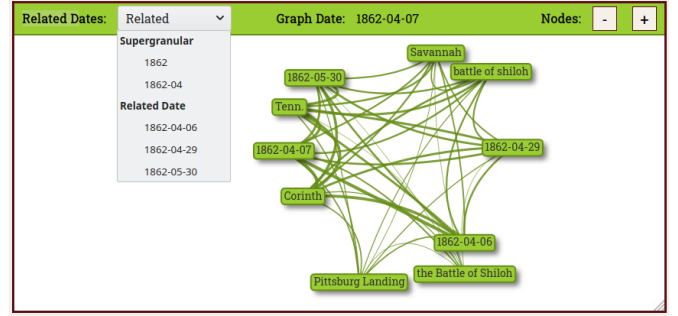 Related Dates: Related Graph Date: 1862-04-07 Nodes: - +
Supergranular
1862
1862-04
Related Date
1862-04-06
1862-04-29
1862-05-30
Savannah
battle of shiloh
1862-05-30
Tenn.
1862-04-07
1862-04-29
Corinth
1862-04-06
the Battle of Shiloh
Pittsburg Landing